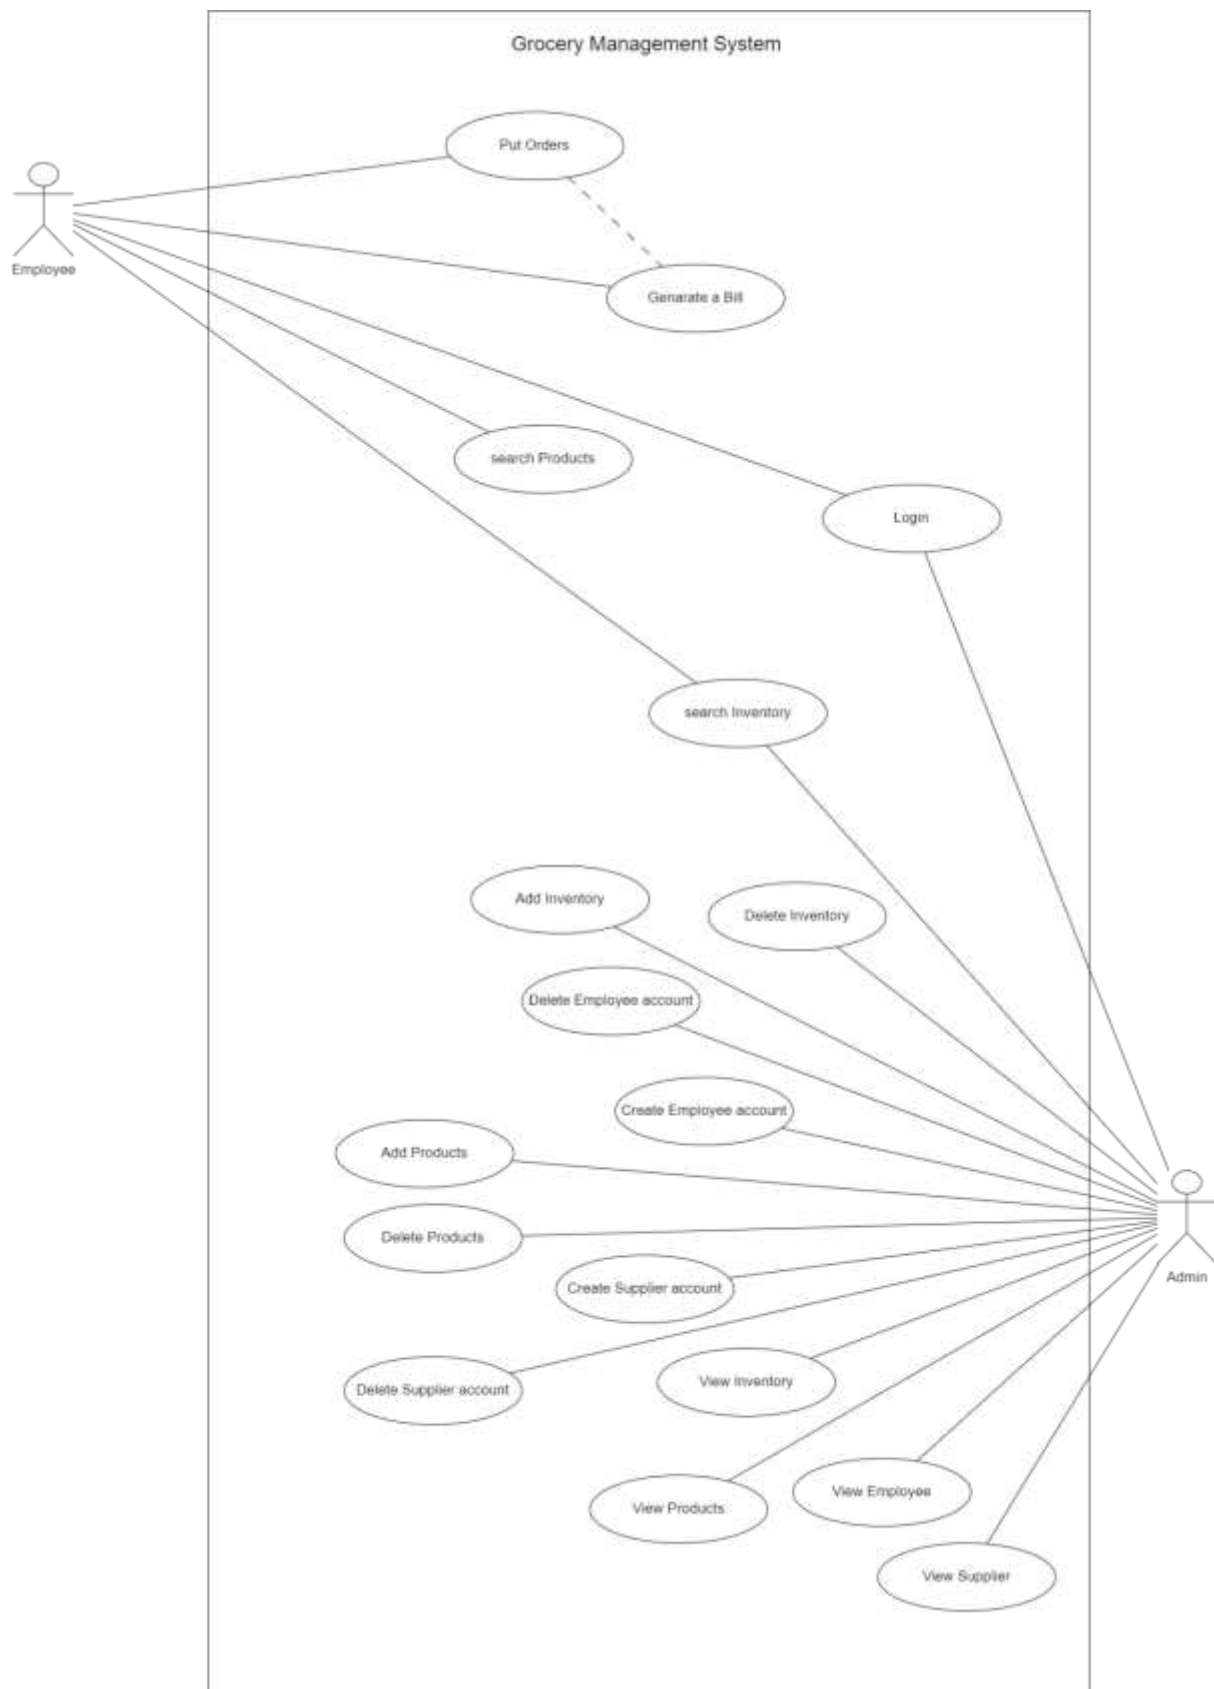 Grocery Management System
Put Orders
Employee
Genarate a Bill
search Products
Login
search Inventory
Add Inventory
Delete Inventory
Delete Employee account
Create Employee account
Add Products
Delete Products
Create Supplier account
Admin
View Inventory
Delete Supplier account
View Employee
View Products
View Supplier